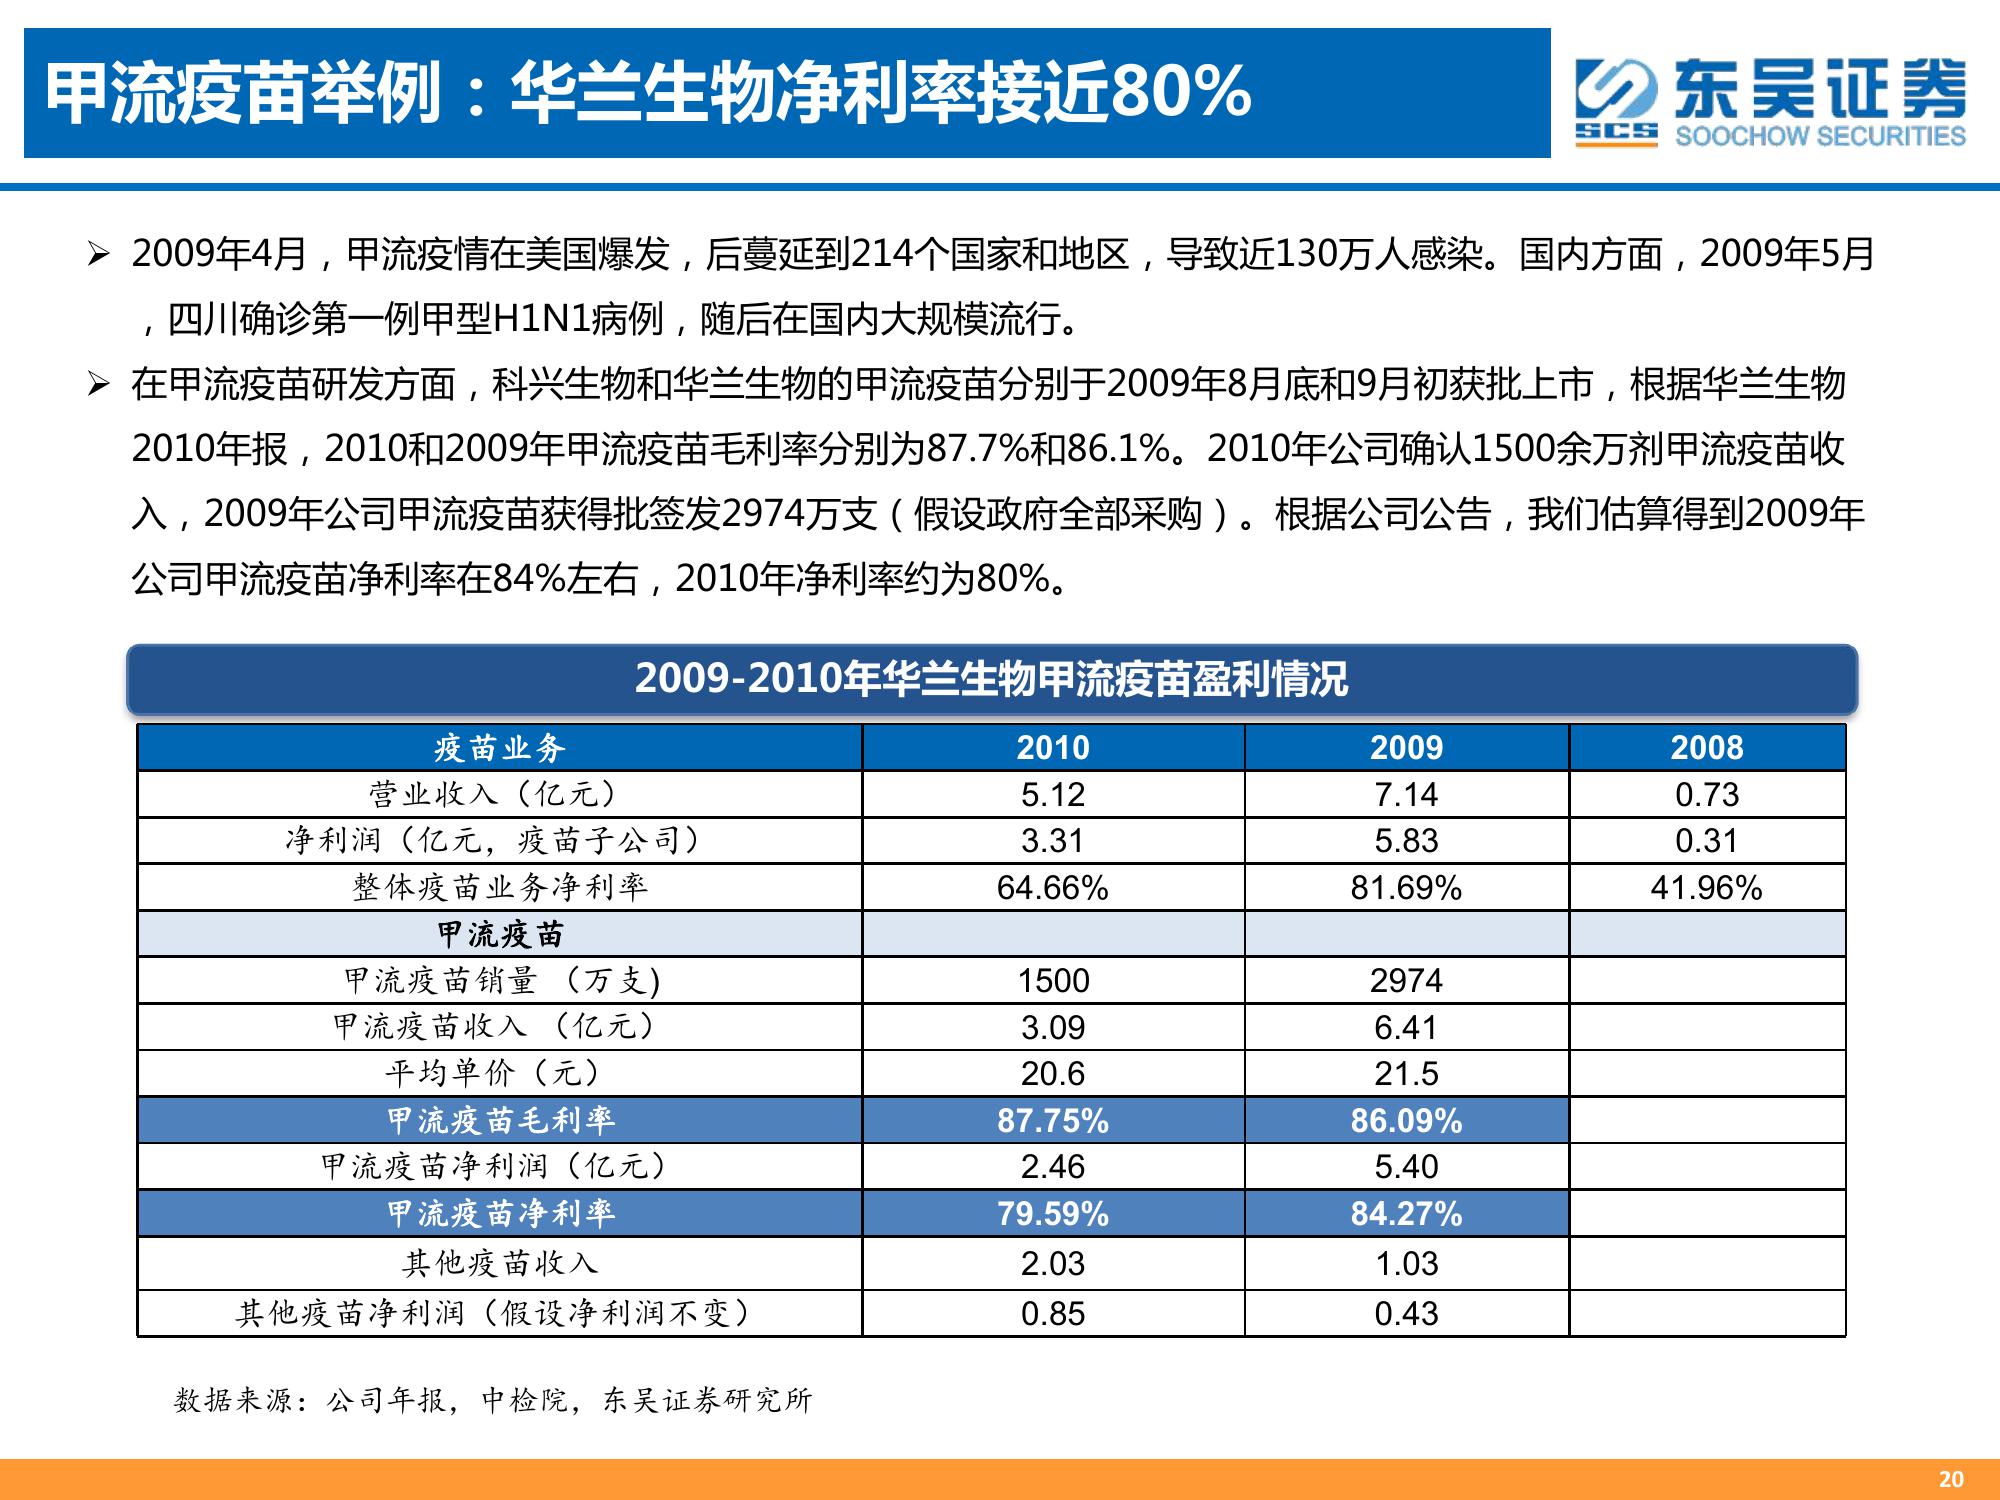 甲流疫苗举例：华兰生物净利率接近80%
SCS
东吴证券
SOOCHOW SECURITIES
➢ 2009年4月，甲流疫情在美国爆发，后蔓延到214个国家和地区，导致近130万人感染。国内方面，2009年5月
，四川确诊第一例甲型H1N1病例，随后在国内大规模流行。
➢ 在甲流疫苗研发方面，科兴生物和华兰生物的甲流疫苗分别于2009年8月底和9月初获批上市，根据华兰生物
2010年报，2010和2009年甲流疫苗毛利率分别为87.7%和86.1%。2010年公司确认1500余万剂甲流疫苗收
入，2009年公司甲流疫苗获得批签发2974万支（假设政府全部采购）。根据公司公告，我们估算得到2009年
公司甲流疫苗净利率在84%左右，2010年净利率约为80%。
2009-2010年华兰生物甲流疫苗盈利情况
疫苗业务 2010 2009 2008
营业收入（亿元） 5.12 7.14 0.73
净利润（亿元，疫苗子公司） 3.31 5.83 0.31
整体疫苗业务净利率 64.66% 81.69% 41.96%
甲流疫苗
甲流疫苗销量 （万支) 1500 2974
甲流疫苗收入 （亿元） 3.09 6.41
平均单价（元） 20.6 21.5
甲流疫苗毛利率 87.75% 86.09%
甲流疫苗净利润（亿元） 2.46 5.40
甲流疫苗净利率 79.59% 84.27%
其他疫苗收入 2.03 1.03
其他疫苗净利润（假设净利润不变） 0.85 0.43
数据来源：公司年报，中检院，东吴证券研究所
20